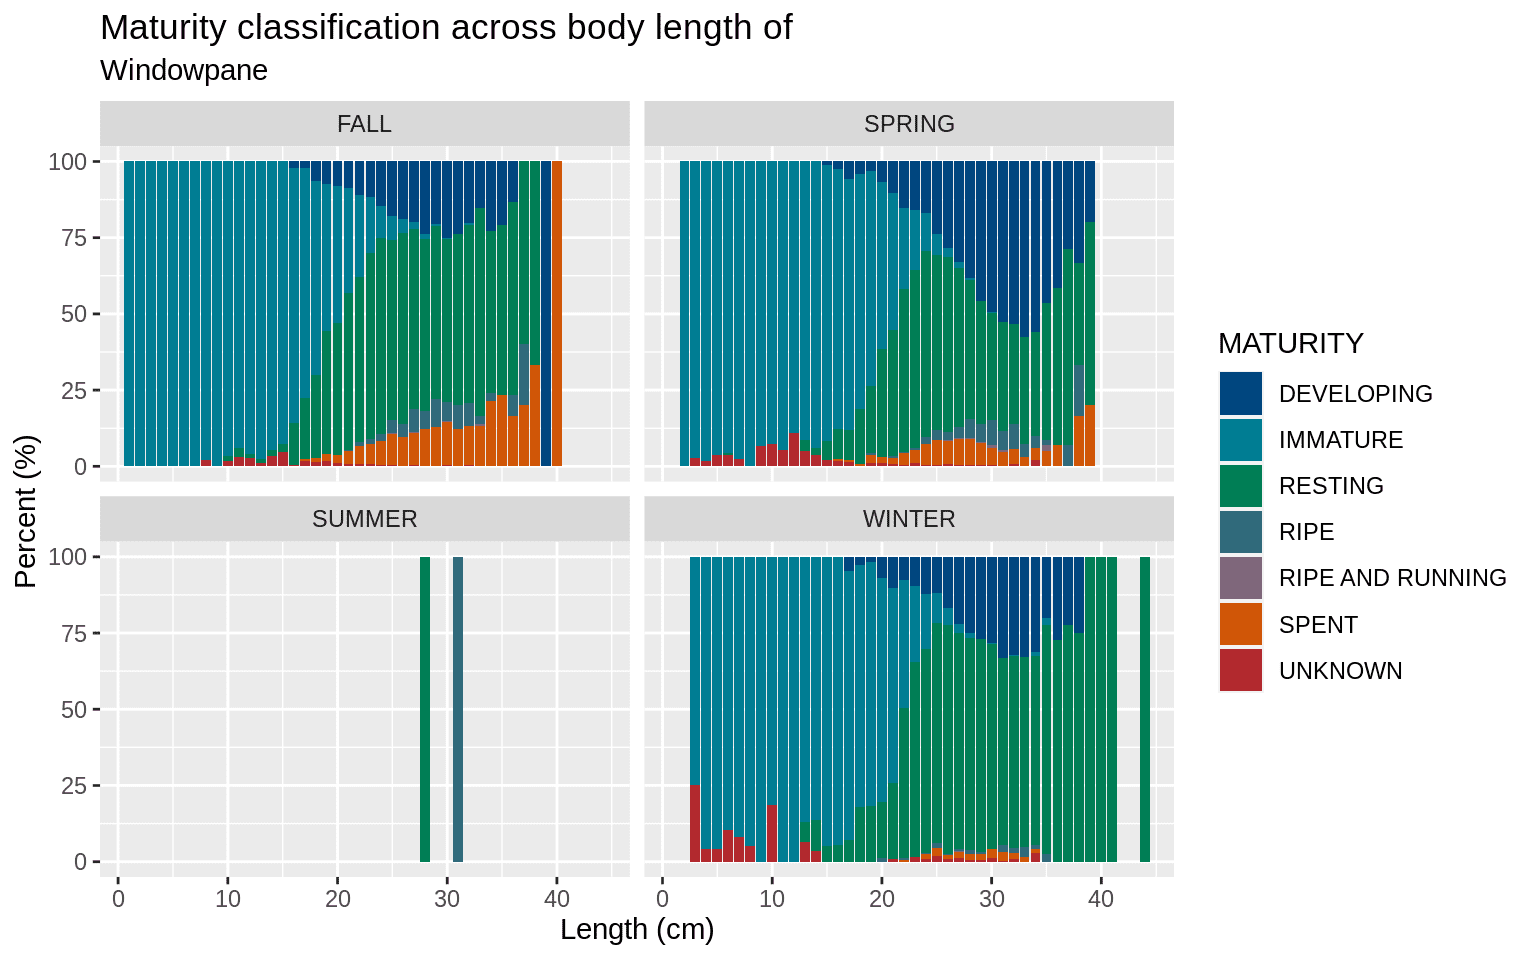 Maturity classification across body length of
Windowpane
FALL
SPRING
100
75
50
25
0
SUMMER
WINTER
100
75
50
25
0
0
10
20
30
40
0
10
20
30
40
Percent (%)
Length (cm)
MATURITY
DEVELOPING
IMMATURE
RESTING
RIPE
RIPE AND RUNNING
SPENT
UNKNOWN